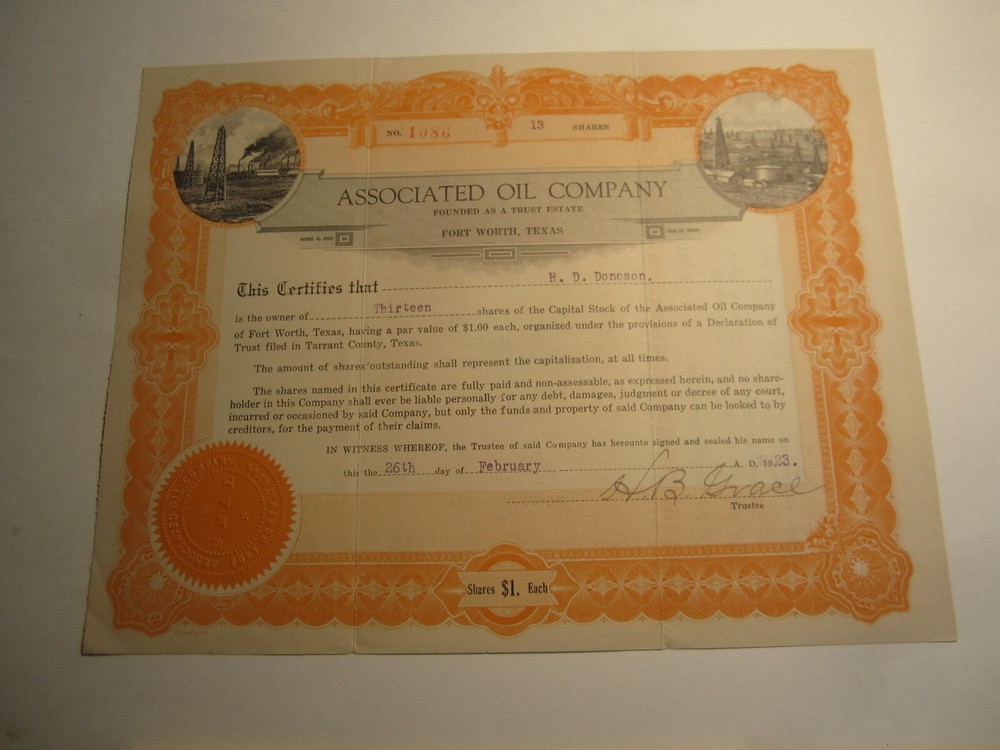 NO. 1086 13 SHARES
ASSOCIATED OIL COMPANY
FOUNDED AS A TRUST ESTATE
FORT WORTH, TEXAS
This Certifies that H. D. Donoson.
is the owner of Thirteen shares of the Capital Stock of the Associated Oil Company
of Fort Worth, Texas, having a par value of $1.00 each, organized under the provisions of a Declaration of
Trust filed in Tarrant County, Texas.
The amount of shares outstanding shall represent the capitalization, at all times.
The shares named in this certificate are fully paid and non-assessable, as expressed herein, and no share-
holder in this Company shall ever be liable personally for any debt, damages, judgment or decree of any court,
incurred or occasioned by said Company, but only the funds and property of said Company can be looked to by
creditors, for the payment of their claims.
IN WITNESS WHEREOF, the Trustee of said Company has hereunto signed and sealed his name on
this the 26th day of February A. D. 1923.
H. B. Grace
Trustee
Shares $1. Each